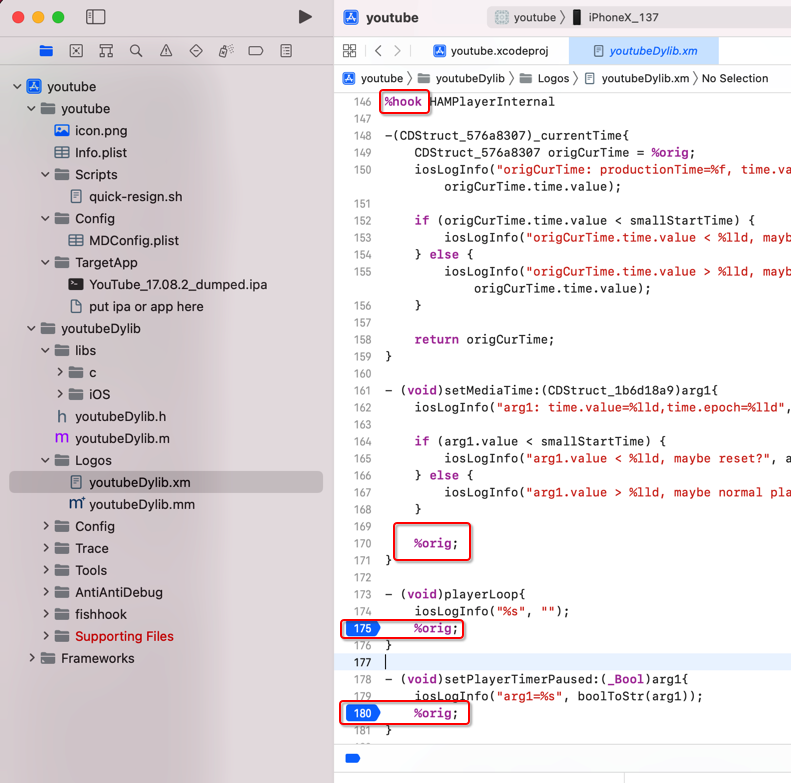 youtube
youtube
icon.png
Info.plist
Scripts
quick-resign.sh
Config
MDConfig.plist
TargetApp
YouTube_17.08.2_dumped.ipa
put ipa or app here
youtubeDylib
libs
c
iOS
youtubeDylib.h
youtubeDylib.m
Logos
youtubeDylib.xm
youtubeDylib.mm
Config
Trace
Tools
AntiAntiDebug
fishhook
Supporting Files
Frameworks
youtube
youtube 〉 iPhoneX_137
youtube.xcodeproj
youtubeDylib.xm
youtube 〉 youtubeDylib 〉 Logos 〉 youtubeDylib.xm 〉 No Selection
146 %hook HAMPlayerInternal
147
148 -(CDStruct_576a8307)_currentTime{
149 CDStruct_576a8307 origCurTime = %orig;
150 iosLogInfo("origCurTime: productionTime=%f, time.va
origCurTime.time.value);
151
152 if (origCurTime.time.value < smallStartTime) {
153 iosLogInfo("origCurTime.time.value < %lld, mayb
154 } else {
155 iosLogInfo("origCurTime.time.value > %lld, mayb
origCurTime.time.value);
156 }
157
158 return origCurTime;
159 }
160
161 - (void)setMediaTime:(CDStruct_1b6d18a9)arg1{
162 iosLogInfo("arg1: time.value=%lld,time.epoch=%lld",
163
164 if (arg1.value < smallStartTime) {
165 iosLogInfo("arg1.value < %lld, maybe reset?", a
166 } else {
167 iosLogInfo("arg1.value > %lld, maybe normal pla
168 }
169
170 %orig;
171 }
172
173 - (void)playerLoop{
174 iosLogInfo("%s", "");
175 %orig;
176 }
177
178 - (void)setPlayerTimerPaused:(_Bool)arg1{
179 iosLogInfo("arg1=%s", boolToStr(arg1));
180 %orig;
181 }